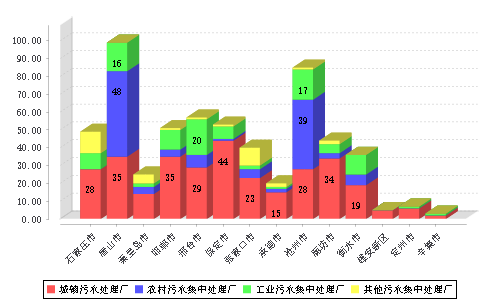 100.00
90.00
80.00
70.00
60.00
50.00
40.00
30.00
20.00
10.00
0.00
16
48
35
28
35
20
29
44
23
15
17
39
28
34
19
石家庄市
唐山市
秦皇岛市
邯郸市
邢台市
保定市
张家口市
承德市
沧州市
廊坊市
衡水市
雄安新区
定州市
辛集市
城镇污水处理厂 农村污水集中处理厂 工业污水集中处理厂 其他污水集中处理厂